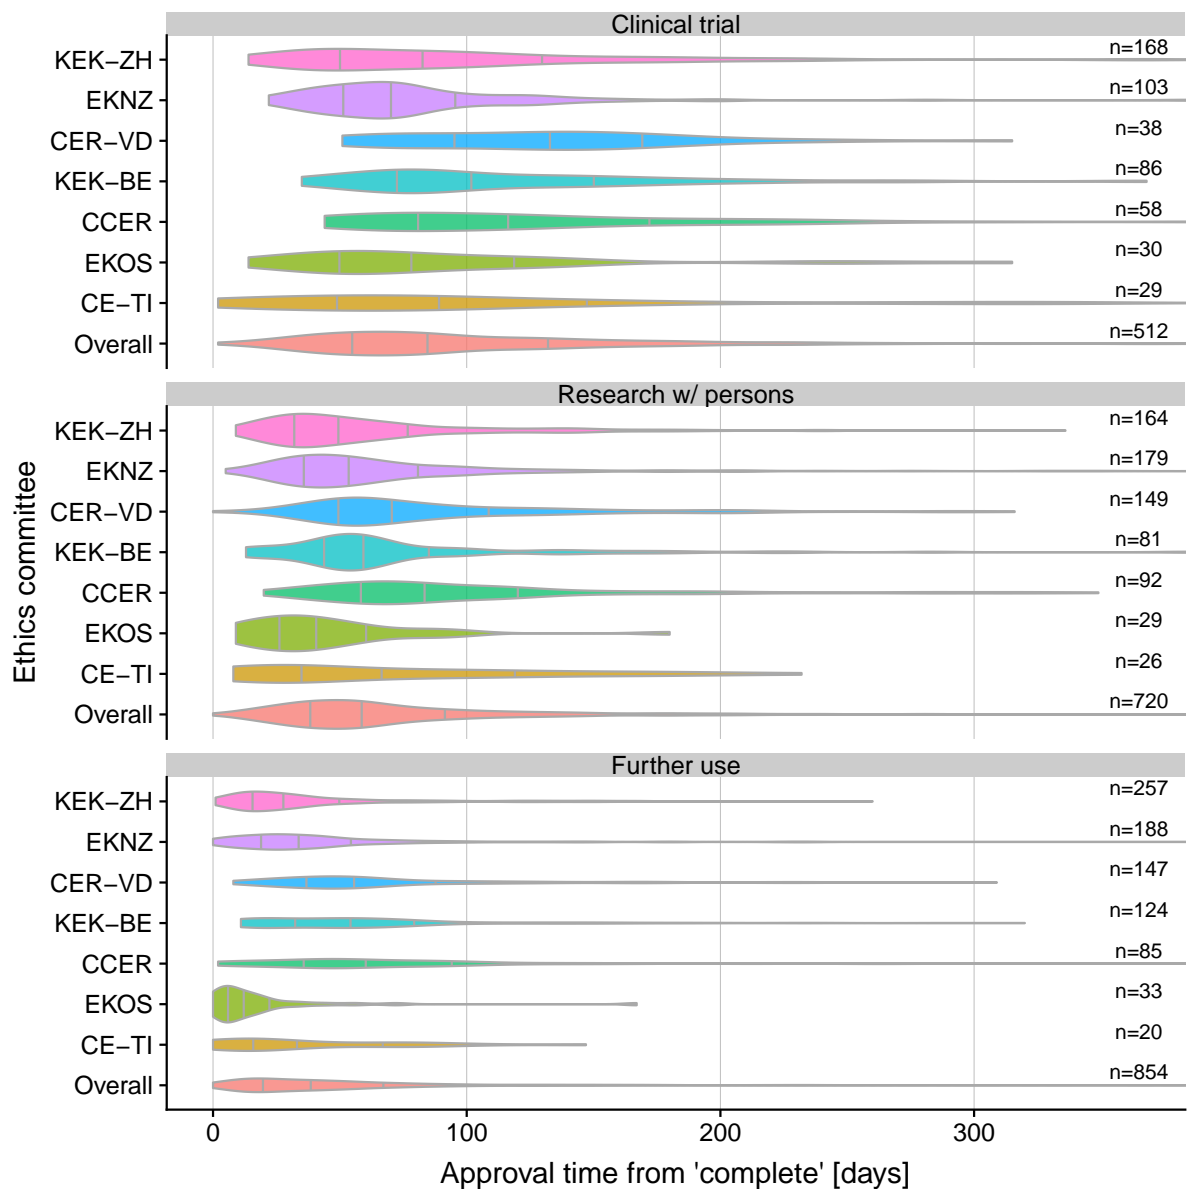 Clinical trial
KEK−ZH n=168
EKNZ n=103
CER−VD n=38
KEK−BE n=86
CCER n=58
EKOS n=30
CE−TI n=29
Overall n=512
Research w/ persons
KEK−ZH n=164
EKNZ n=179
CER−VD n=149
KEK−BE n=81
CCER n=92
EKOS n=29
CE−TI n=26
Overall n=720
Further use
KEK−ZH n=257
EKNZ n=188
CER−VD n=147
KEK−BE n=124
CCER n=85
EKOS n=33
CE−TI n=20
Overall n=854
Ethics committee
0 100 200 300
Approval time from 'complete' [days]